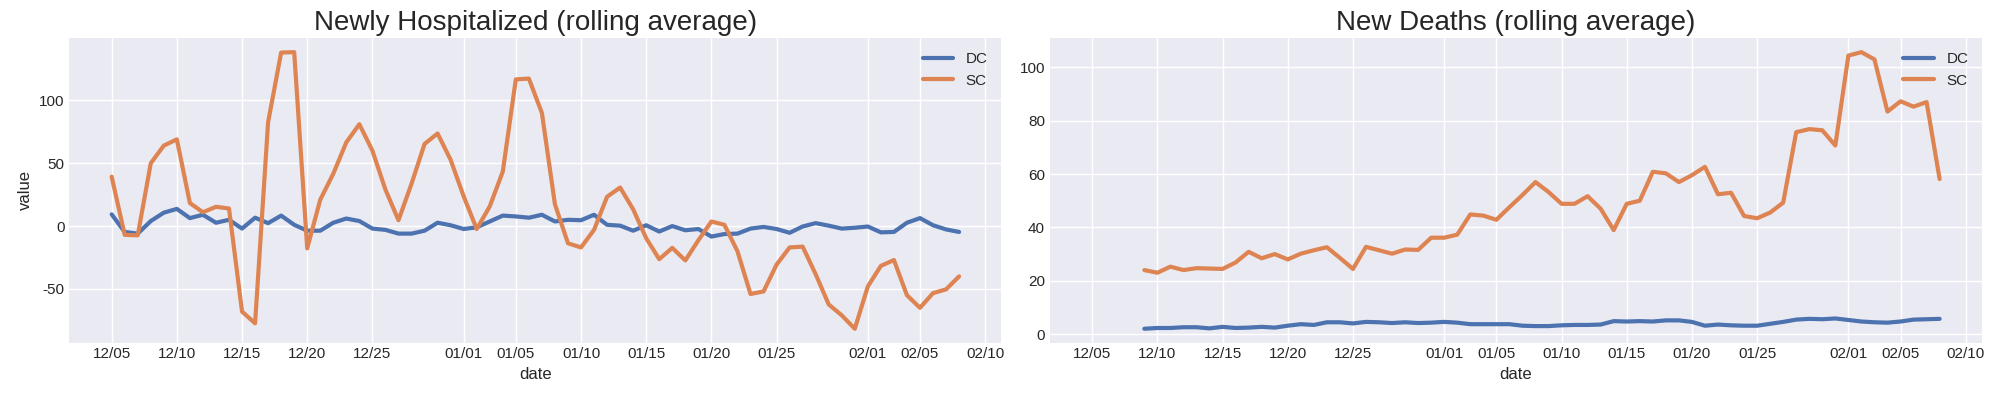 Newly Hospitalized (rolling average)
DC
SC
100
50
0
-50
value
12/05 12/10 12/15 12/20 12/25 01/01 01/05 01/10 01/15 01/20 01/25 02/01 02/05 02/10
date
New Deaths (rolling average)
DC
SC
100
80
60
40
20
0
12/05 12/10 12/15 12/20 12/25 01/01 01/05 01/10 01/15 01/20 01/25 02/01 02/05 02/10
date